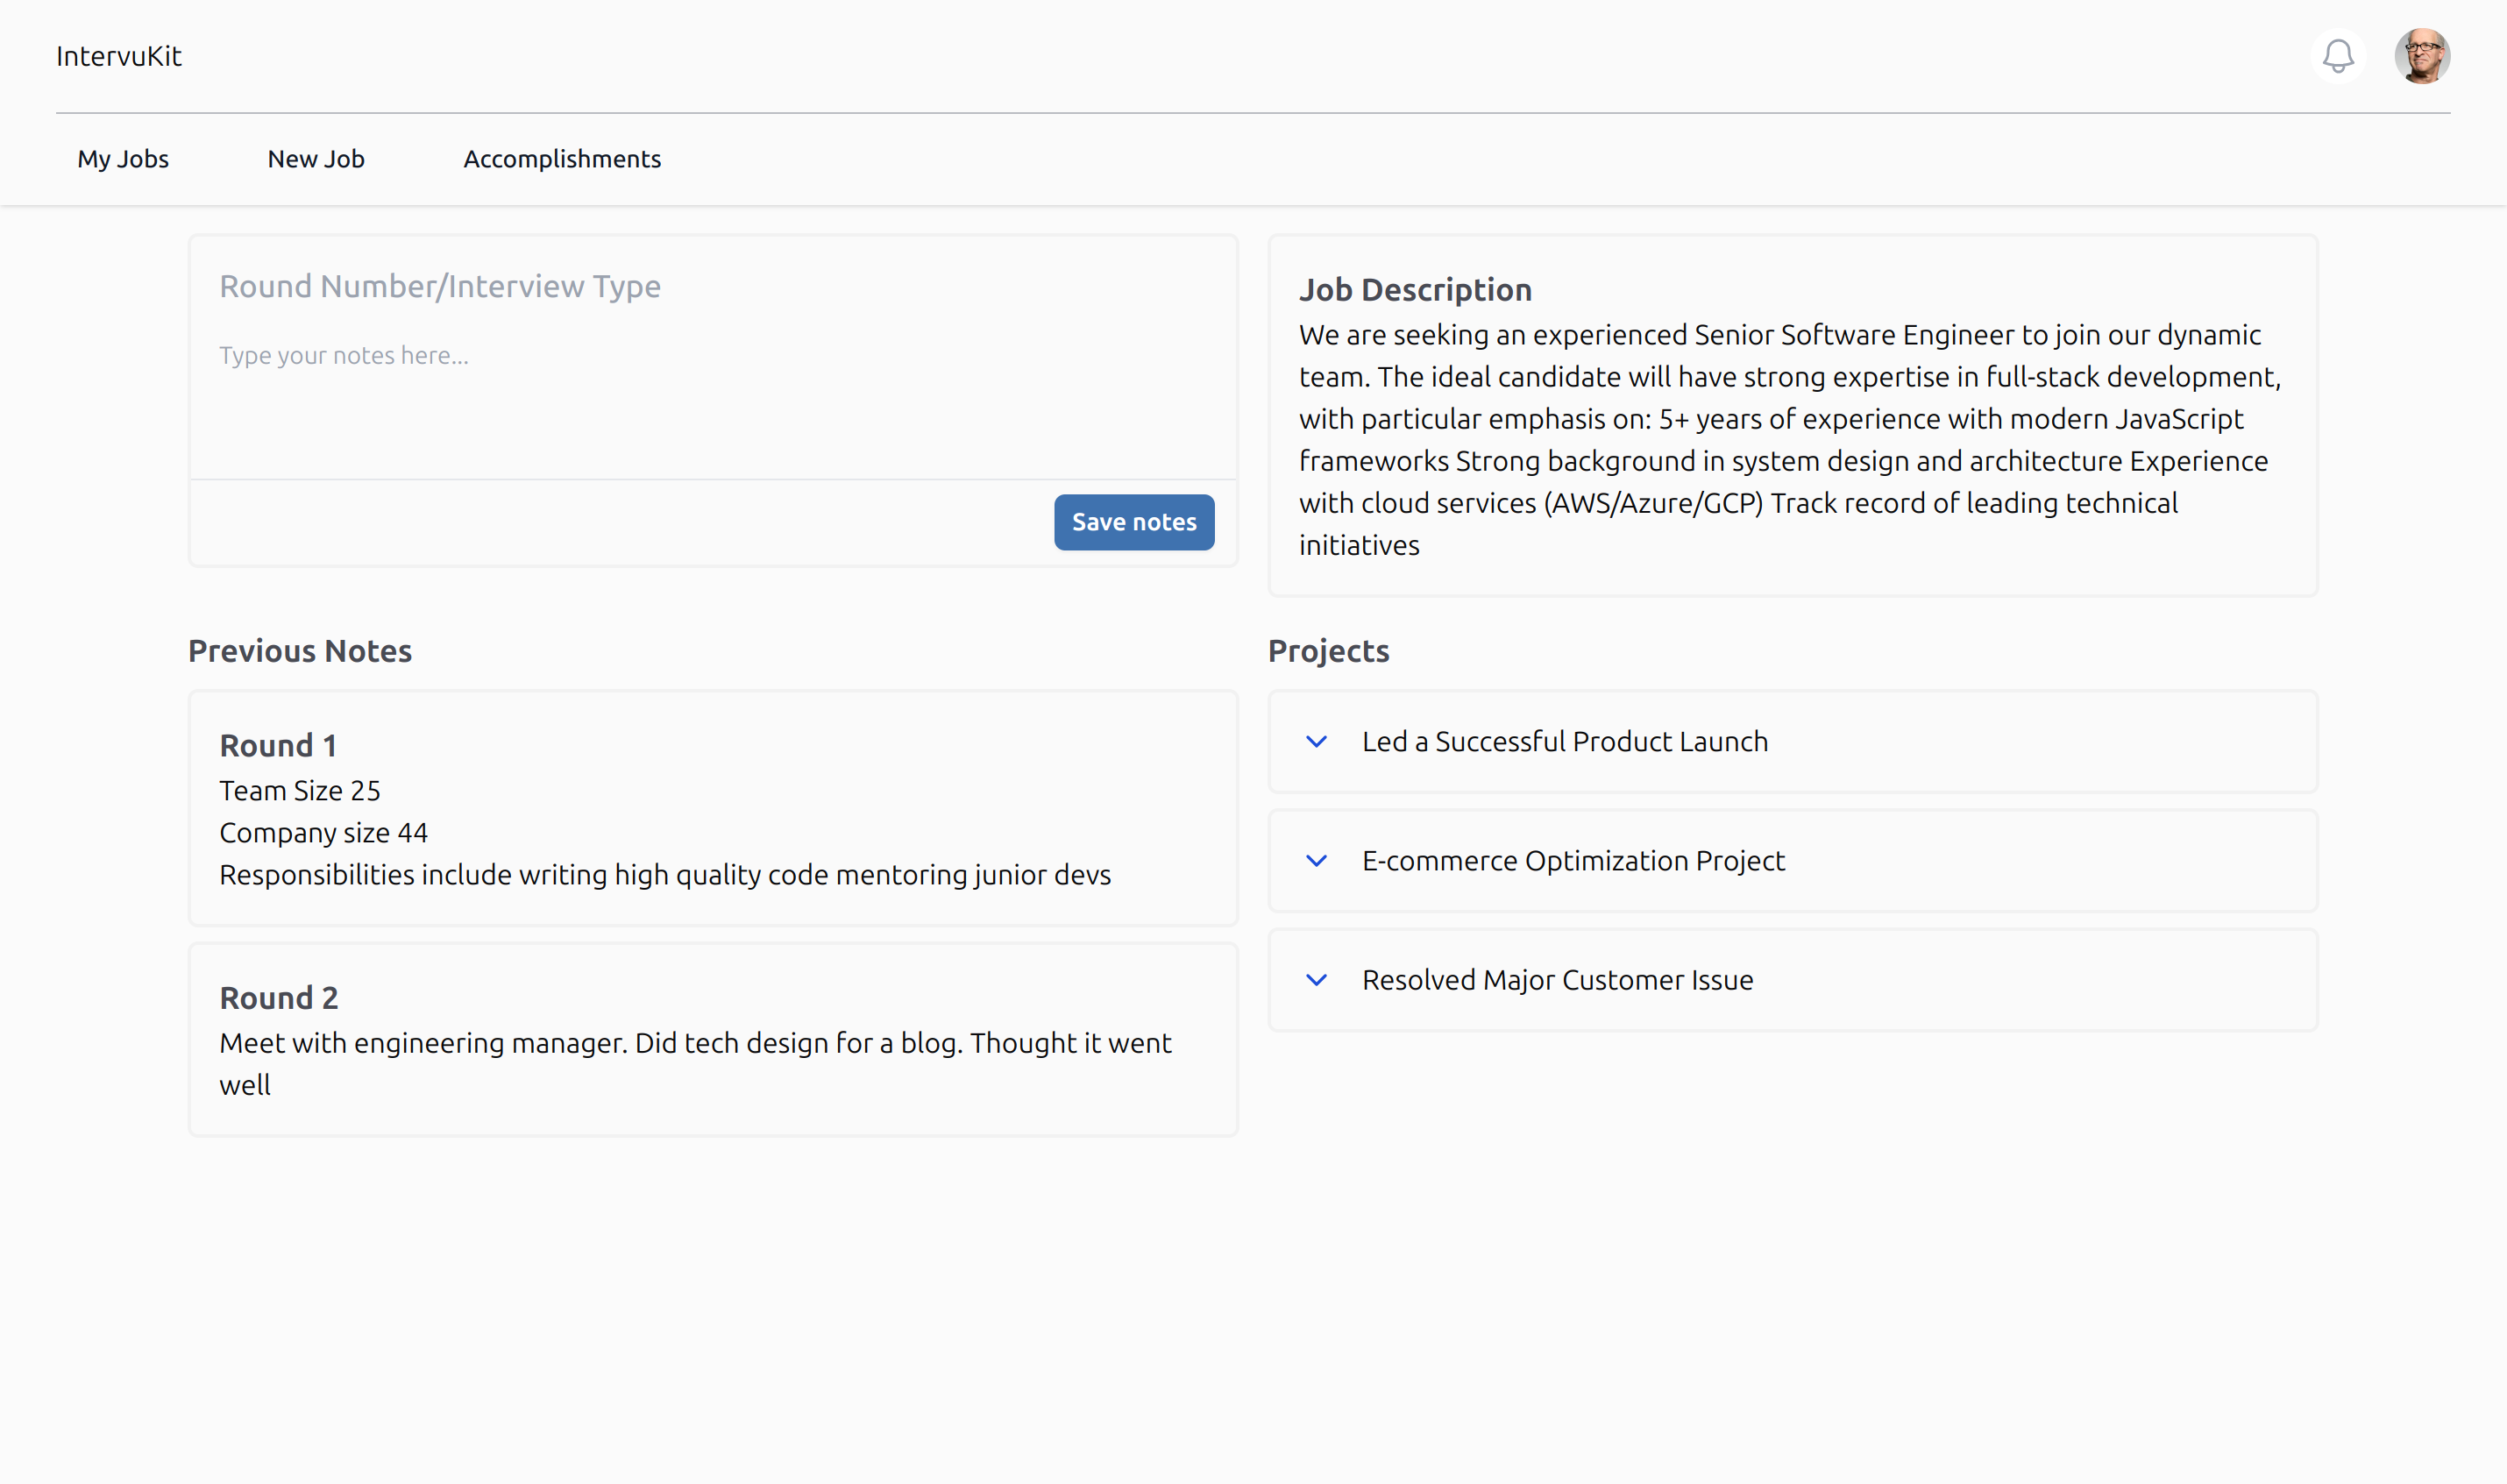 IntervuKit
My Jobs
New Job
Accomplishments
Round Number/Interview Type
Type your notes here...
Save notes
Job Description
We are seeking an experienced Senior Software Engineer to join our dynamic
team. The ideal candidate will have strong expertise in full-stack development,
with particular emphasis on: 5+ years of experience with modern JavaScript
frameworks Strong background in system design and architecture Experience
with cloud services (AWS/Azure/GCP) Track record of leading technical
initiatives
Previous Notes
Round 1
Team Size 25
Company size 44
Responsibilities include writing high quality code mentoring junior devs
Round 2
Meet with engineering manager. Did tech design for a blog. Thought it went
well
Projects
Led a Successful Product Launch
E-commerce Optimization Project
Resolved Major Customer Issue